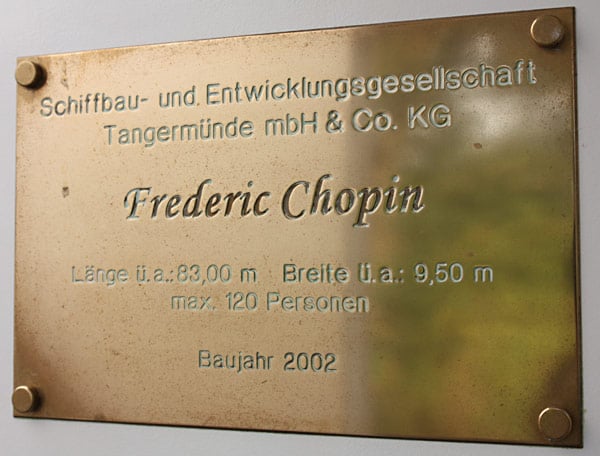 Schiffbau- und Entwicklungsgesellschaft
Tangermünde mbH & Co. KG
Frederic Chopin
Länge ü.a.: 83,00 m Breite ü.a.: 9,50 m
max. 120 Personen
Baujahr 2002